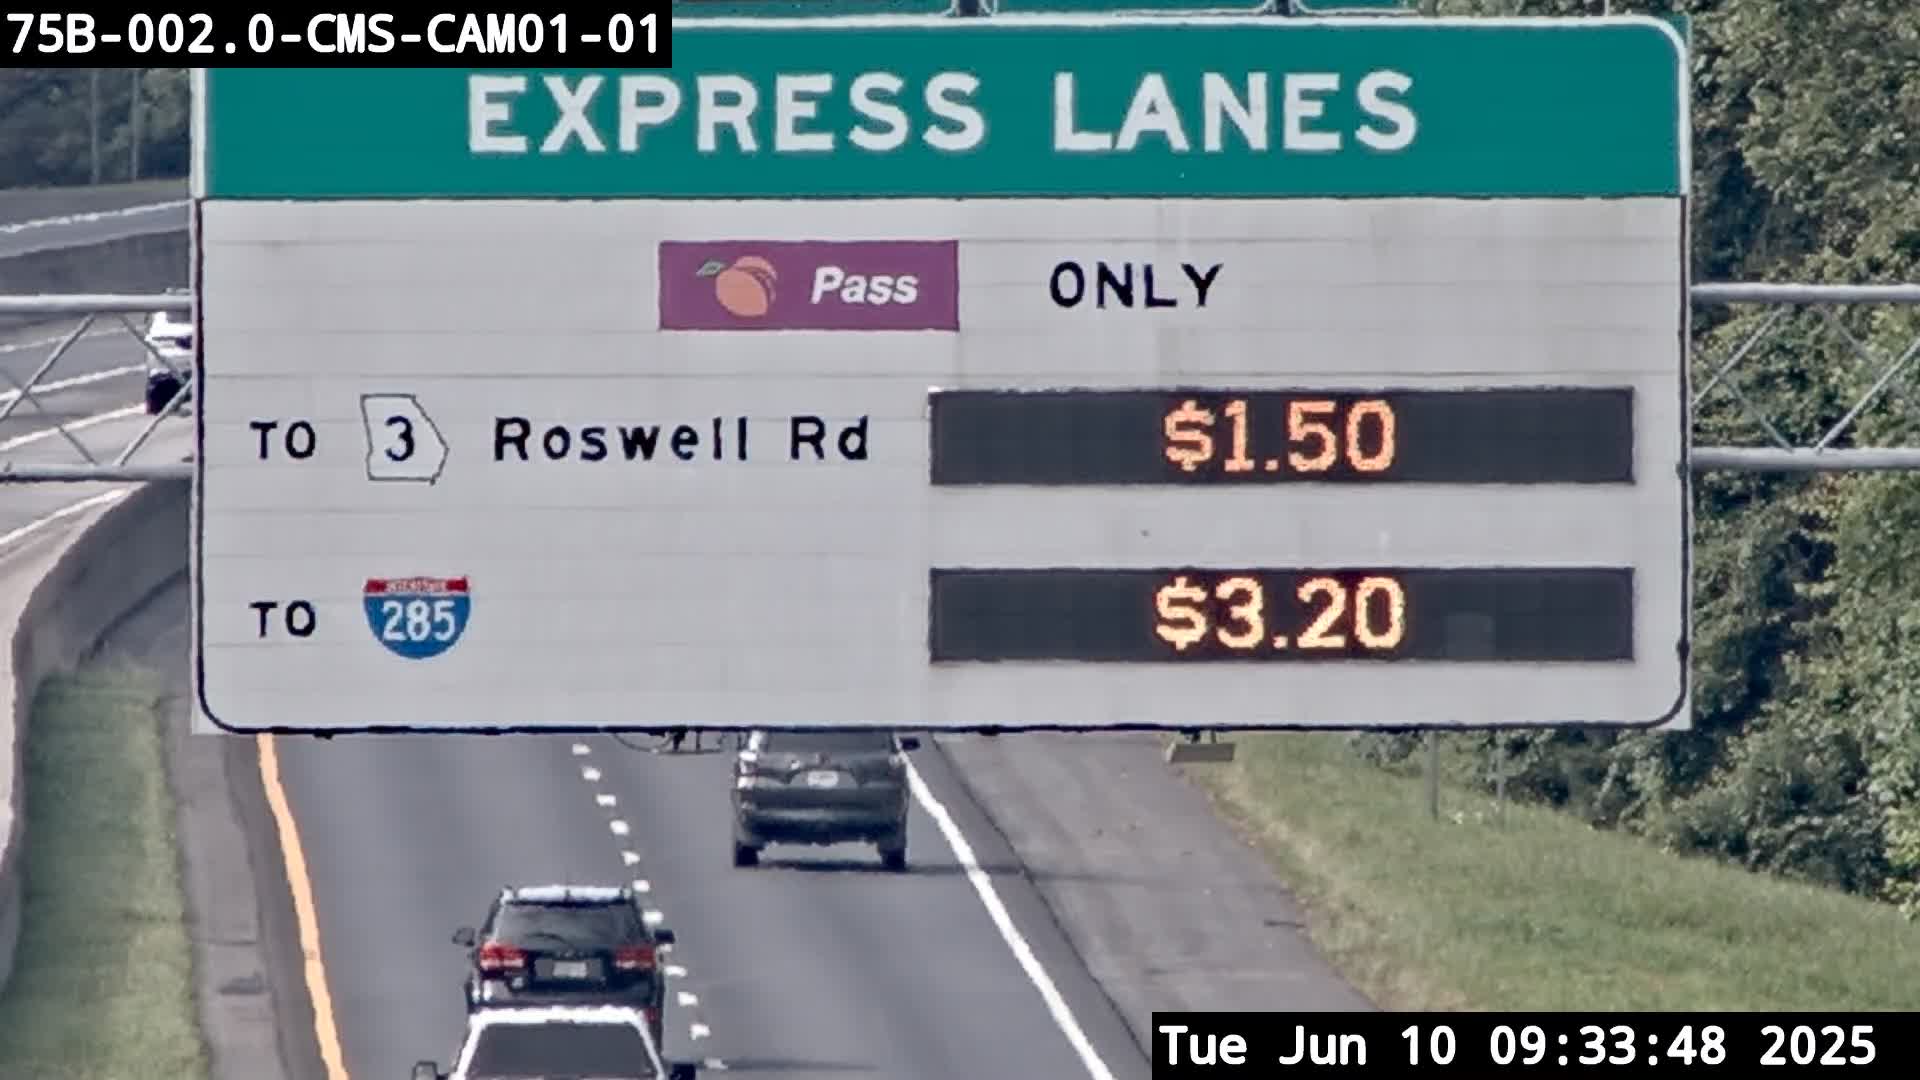 75B-002.0-CMS-CAM01-01
EXPRESS LANES
Pass ONLY
TO 3 Roswell Rd $1.50
TO INTERSTATE 285 $3.20
Tue Jun 10 09:33:48 2025